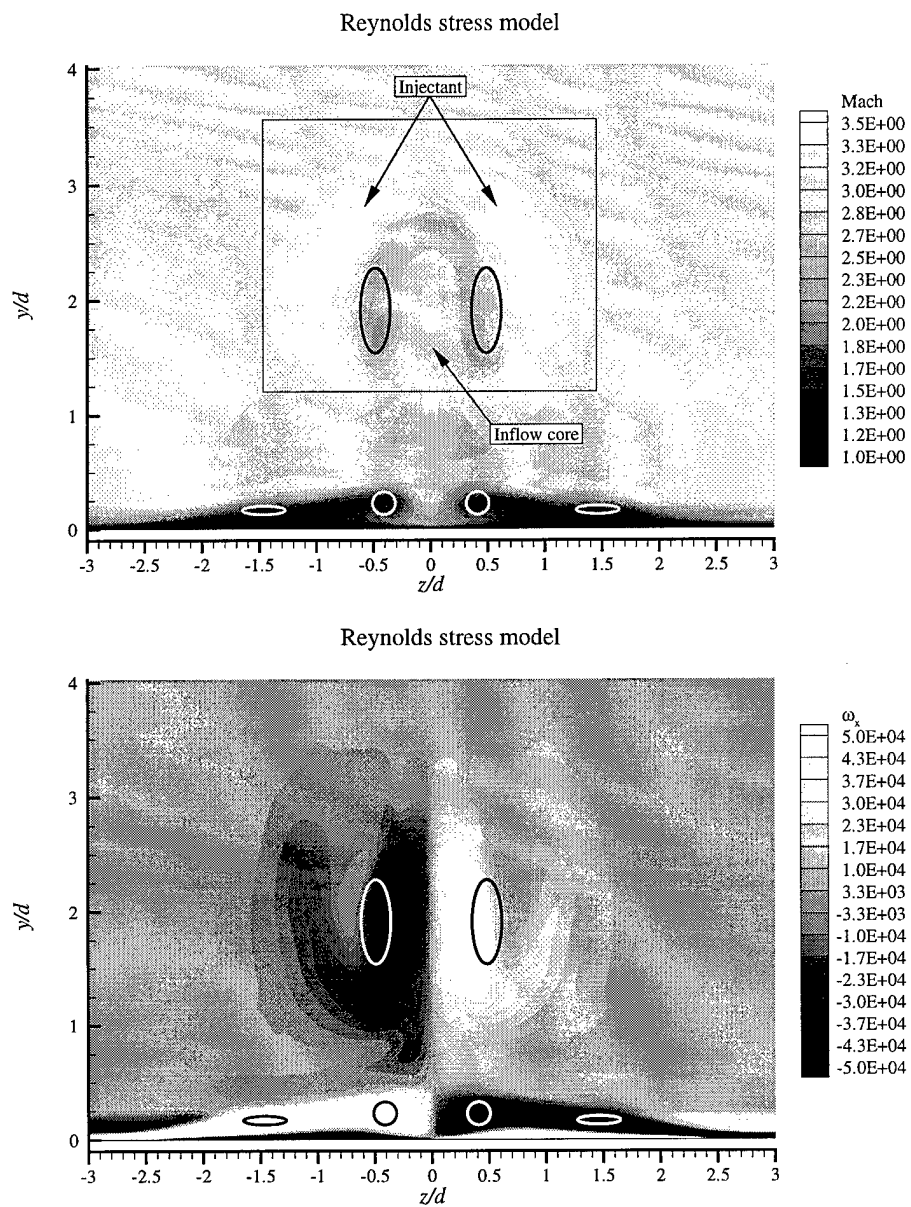 Reynolds stress model
4
3
2
1
0
y/d
Injectant
Inflow core
-3 -2.5 -2 -1.5 -1 -0.5 0 0.5 1 1.5 2 2.5 3
z/d
Mach
3.5E+00
3.3E+00
3.2E+00
3.0E+00
2.8E+00
2.7E+00
2.5E+00
2.3E+00
2.2E+00
2.0E+00
1.8E+00
1.7E+00
1.5E+00
1.3E+00
1.2E+00
1.0E+00
Reynolds stress model
4
3
2
1
0
y/d
-3 -2.5 -2 -1.5 -1 -0.5 0 0.5 1 1.5 2 2.5 3
z/d
ωx
5.0E+04
4.3E+04
3.7E+04
3.0E+04
2.3E+04
1.7E+04
1.0E+04
3.3E+03
-3.3E+03
-1.0E+04
-1.7E+04
-2.3E+04
-3.0E+04
-3.7E+04
-4.3E+04
-5.0E+04